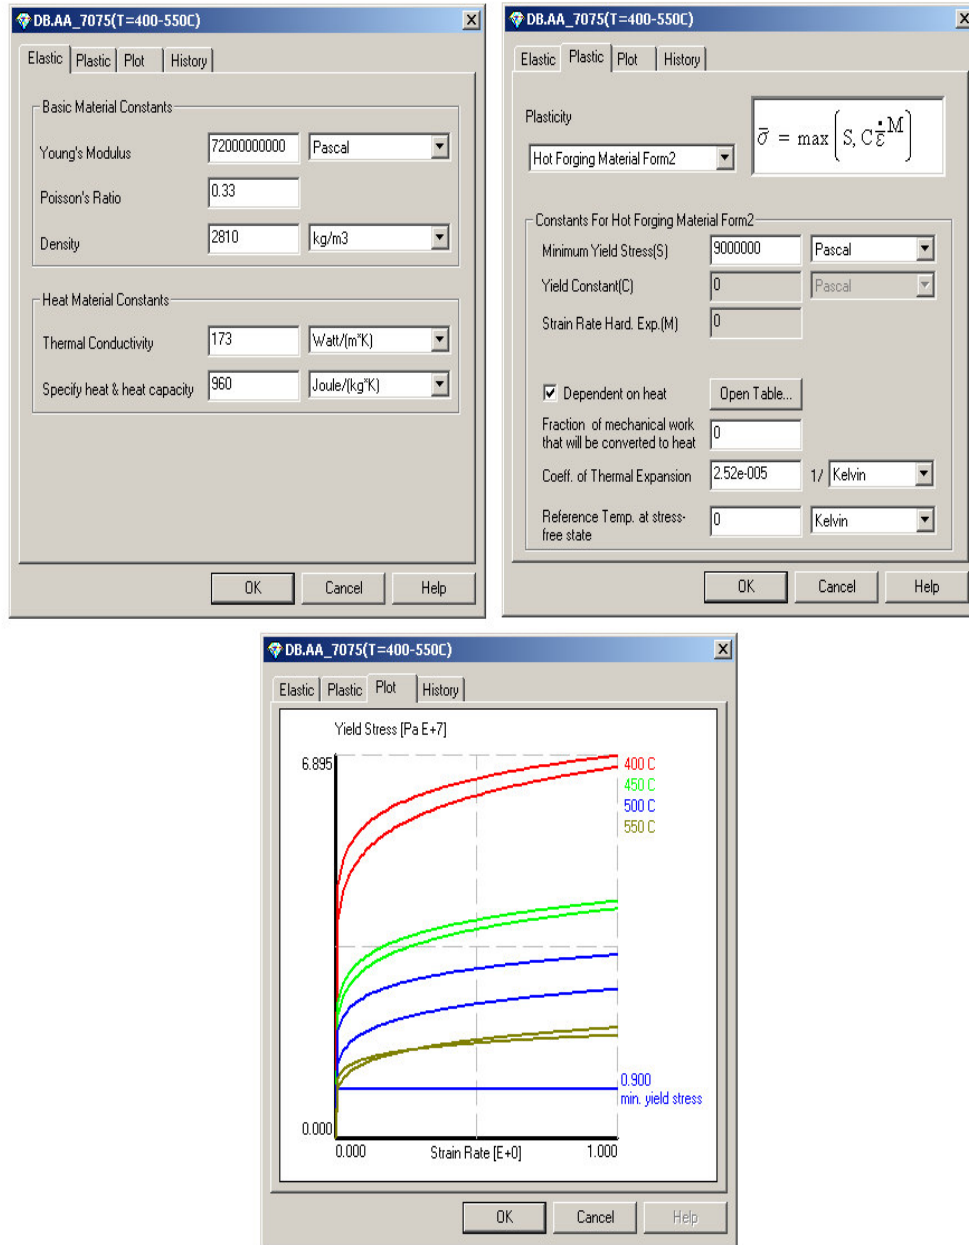 DB.AA_7075(T=400-550C)
Elastic Plastic Plot History
Basic Material Constants
Young's Modulus 72000000000 Pascal
Poisson's Ratio 0.33
Density 2810 kg/m3
Heat Material Constants
Thermal Conductivity 173 Watt/(m*K)
Specify heat & heat capacity 960 Joule/(kg*K)
OK Cancel Help
DB.AA_7075(T=400-550C)
Elastic Plastic Plot History
Plasticity
Hot Forging Material Form2
σ̄ = max(S, C ε̄̇^M)
Constants For Hot Forging Material Form2
Minimum Yield Stress(S) 9000000 Pascal
Yield Constant(C) 0 Pascal
Strain Rate Hard. Exp.(M) 0
Dependent on heat Open Table...
Fraction of mechanical work
that will be converted to heat 0
Coeff. of Thermal Expansion 2.52e-005 1/ Kelvin
Reference Temp. at stress-
free state 0 Kelvin
OK Cancel Help
DB.AA_7075(T=400-550C)
Elastic Plastic Plot History
Yield Stress [Pa E+7]
6.895
400 C
450 C
500 C
550 C
0.900
min. yield stress
0.000
0.000 Strain Rate [E+0] 1.000
OK Cancel Help